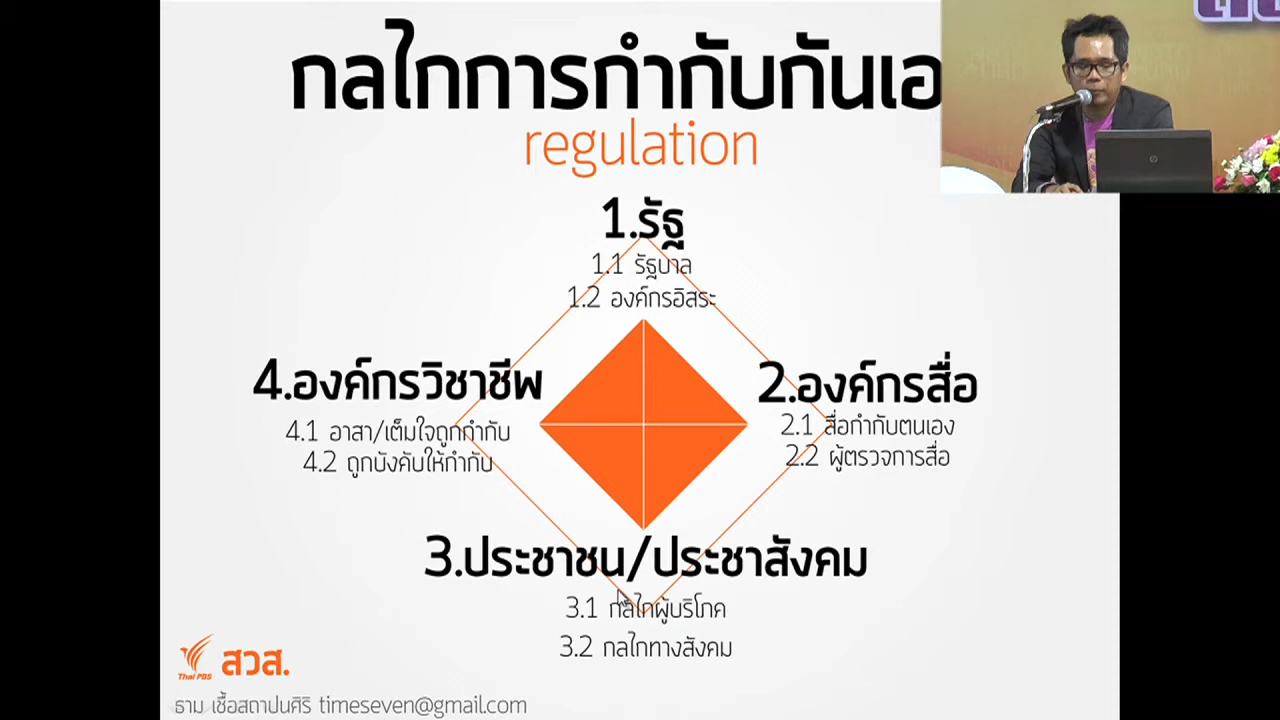 กลไกการกำกับกันเอ
regulation
1.รัฐ
1.1 รัฐบาล
1.2 องค์กรอิสระ
4.องค์กรวิชาชีพ
4.1 อาสา/เต็มใจถูกกำกับ
4.2 ถูกบังคับให้กำกับ
2.องค์กรสื่อ
2.1 สื่อกำกับตนเอง
2.2 ผู้ตรวจการสื่อ
3.ประชาชน/ประชาสังคม
3.1 กลไกผู้บริโภค
3.2 กลไกทางสังคม
Thai PBS สวส.
ธาม เชื้อสถาปนศิริ timeseven@gmail.com
hp